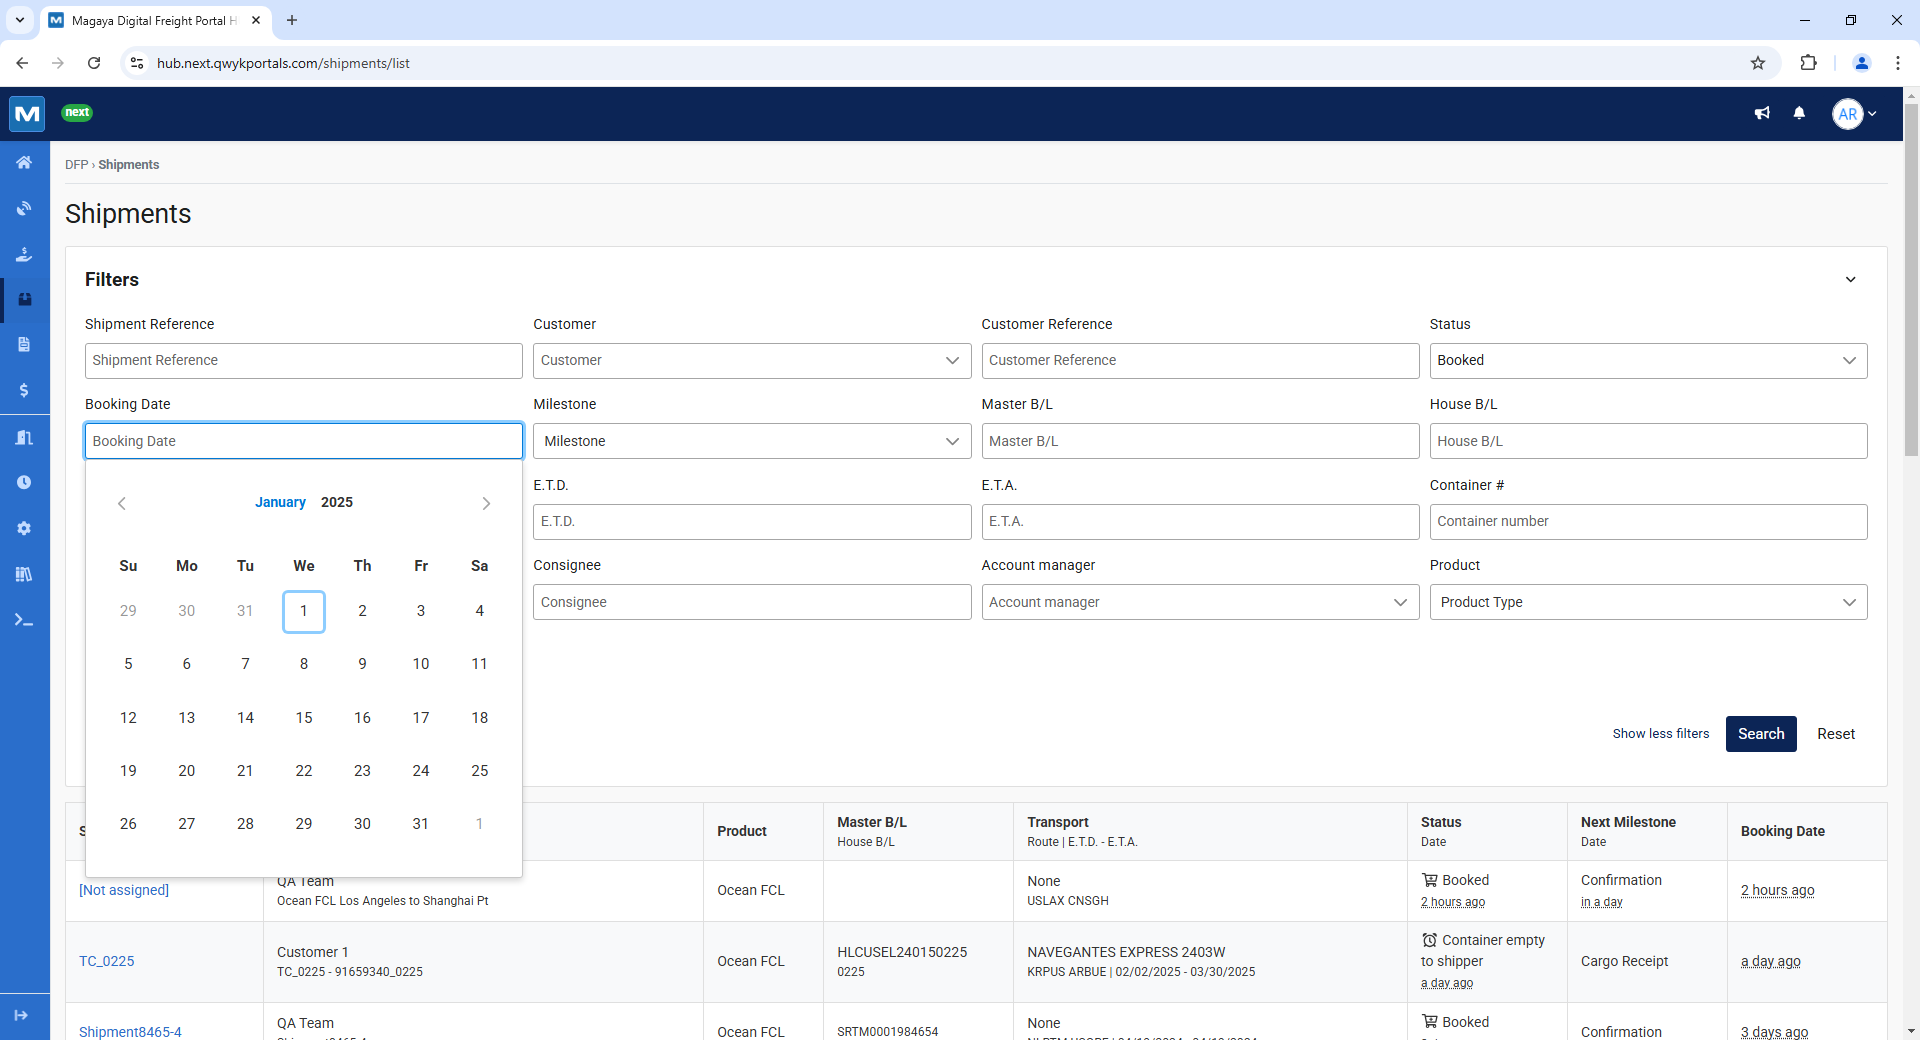 Magaya Digital Freight Portal H
hub.next.qwykportals.com/shipments/list
M
next
AR
DFP › Shipments
Shipments
Filters
Shipment Reference
Customer
Customer Reference
Status
Shipment Reference
Customer
Customer Reference
Booked
Booking Date
Milestone
Master B/L
House B/L
Booking Date
Milestone
Master B/L
House B/L
January 2025
E.T.D.
E.T.A.
Container #
E.T.D.
E.T.A.
Container number
Su Mo Tu We Th Fr Sa
Consignee
Account manager
Product
Consignee
Account manager
Product Type
29 30 31 1 2 3 4
5 6 7 8 9 10 11
12 13 14 15 16 17 18
19 20 21 22 23 24 25
26 27 28 29 30 31 1
Show less filters
Search
Reset
Product
Master B/L
House B/L
Transport
Route | E.T.D. - E.T.A.
Status
Date
Next Milestone
Date
Booking Date
[Not assigned]
QA Team
Ocean FCL Los Angeles to Shanghai Pt
Ocean FCL
None
USLAX CNSGH
Booked
2 hours ago
Confirmation
in a day
2 hours ago
TC_0225
Customer 1
TC_0225 - 91659340_0225
Ocean FCL
HLCUSEL240150225
0225
NAVEGANTES EXPRESS 2403W
KRPUS ARBUE | 02/02/2025 - 03/30/2025
Container empty
to shipper
a day ago
Cargo Receipt
a day ago
Shipment8465-4
QA Team
Ocean FCL
SRTM0001984654
None
Booked
Confirmation
3 days ago